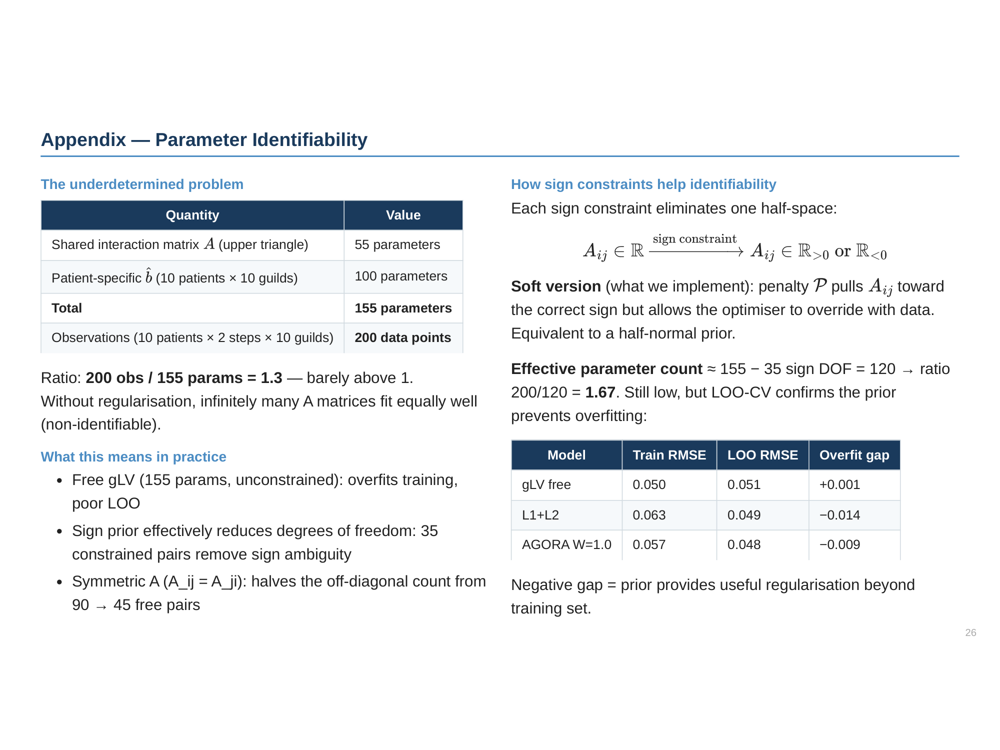 Appendix — Parameter Identifiability
The underdetermined problem
Quantity Value
Shared interaction matrix A (upper triangle) 55 parameters
Patient-specific b̂ (10 patients × 10 guilds) 100 parameters
Total 155 parameters
Observations (10 patients × 2 steps × 10 guilds) 200 data points
Ratio: 200 obs / 155 params = 1.3 — barely above 1.
Without regularisation, infinitely many A matrices fit equally well
(non-identifiable).
What this means in practice
• Free gLV (155 params, unconstrained): overfits training,
poor LOO
• Sign prior effectively reduces degrees of freedom: 35
constrained pairs remove sign ambiguity
• Symmetric A (A_ij = A_ji): halves the off-diagonal count from
90 → 45 free pairs
How sign constraints help identifiability
Each sign constraint eliminates one half-space:
A_{ij} ∈ ℝ —sign constraint→ A_{ij} ∈ ℝ_{>0} or ℝ_{<0}
Soft version (what we implement): penalty 𝒫 pulls A_{ij} toward
the correct sign but allows the optimiser to override with data.
Equivalent to a half-normal prior.
Effective parameter count ≈ 155 − 35 sign DOF = 120 → ratio
200/120 = 1.67. Still low, but LOO-CV confirms the prior
prevents overfitting:
Model Train RMSE LOO RMSE Overfit gap
gLV free 0.050 0.051 +0.001
L1+L2 0.063 0.049 −0.014
AGORA W=1.0 0.057 0.048 −0.009
Negative gap = prior provides useful regularisation beyond
training set.
26